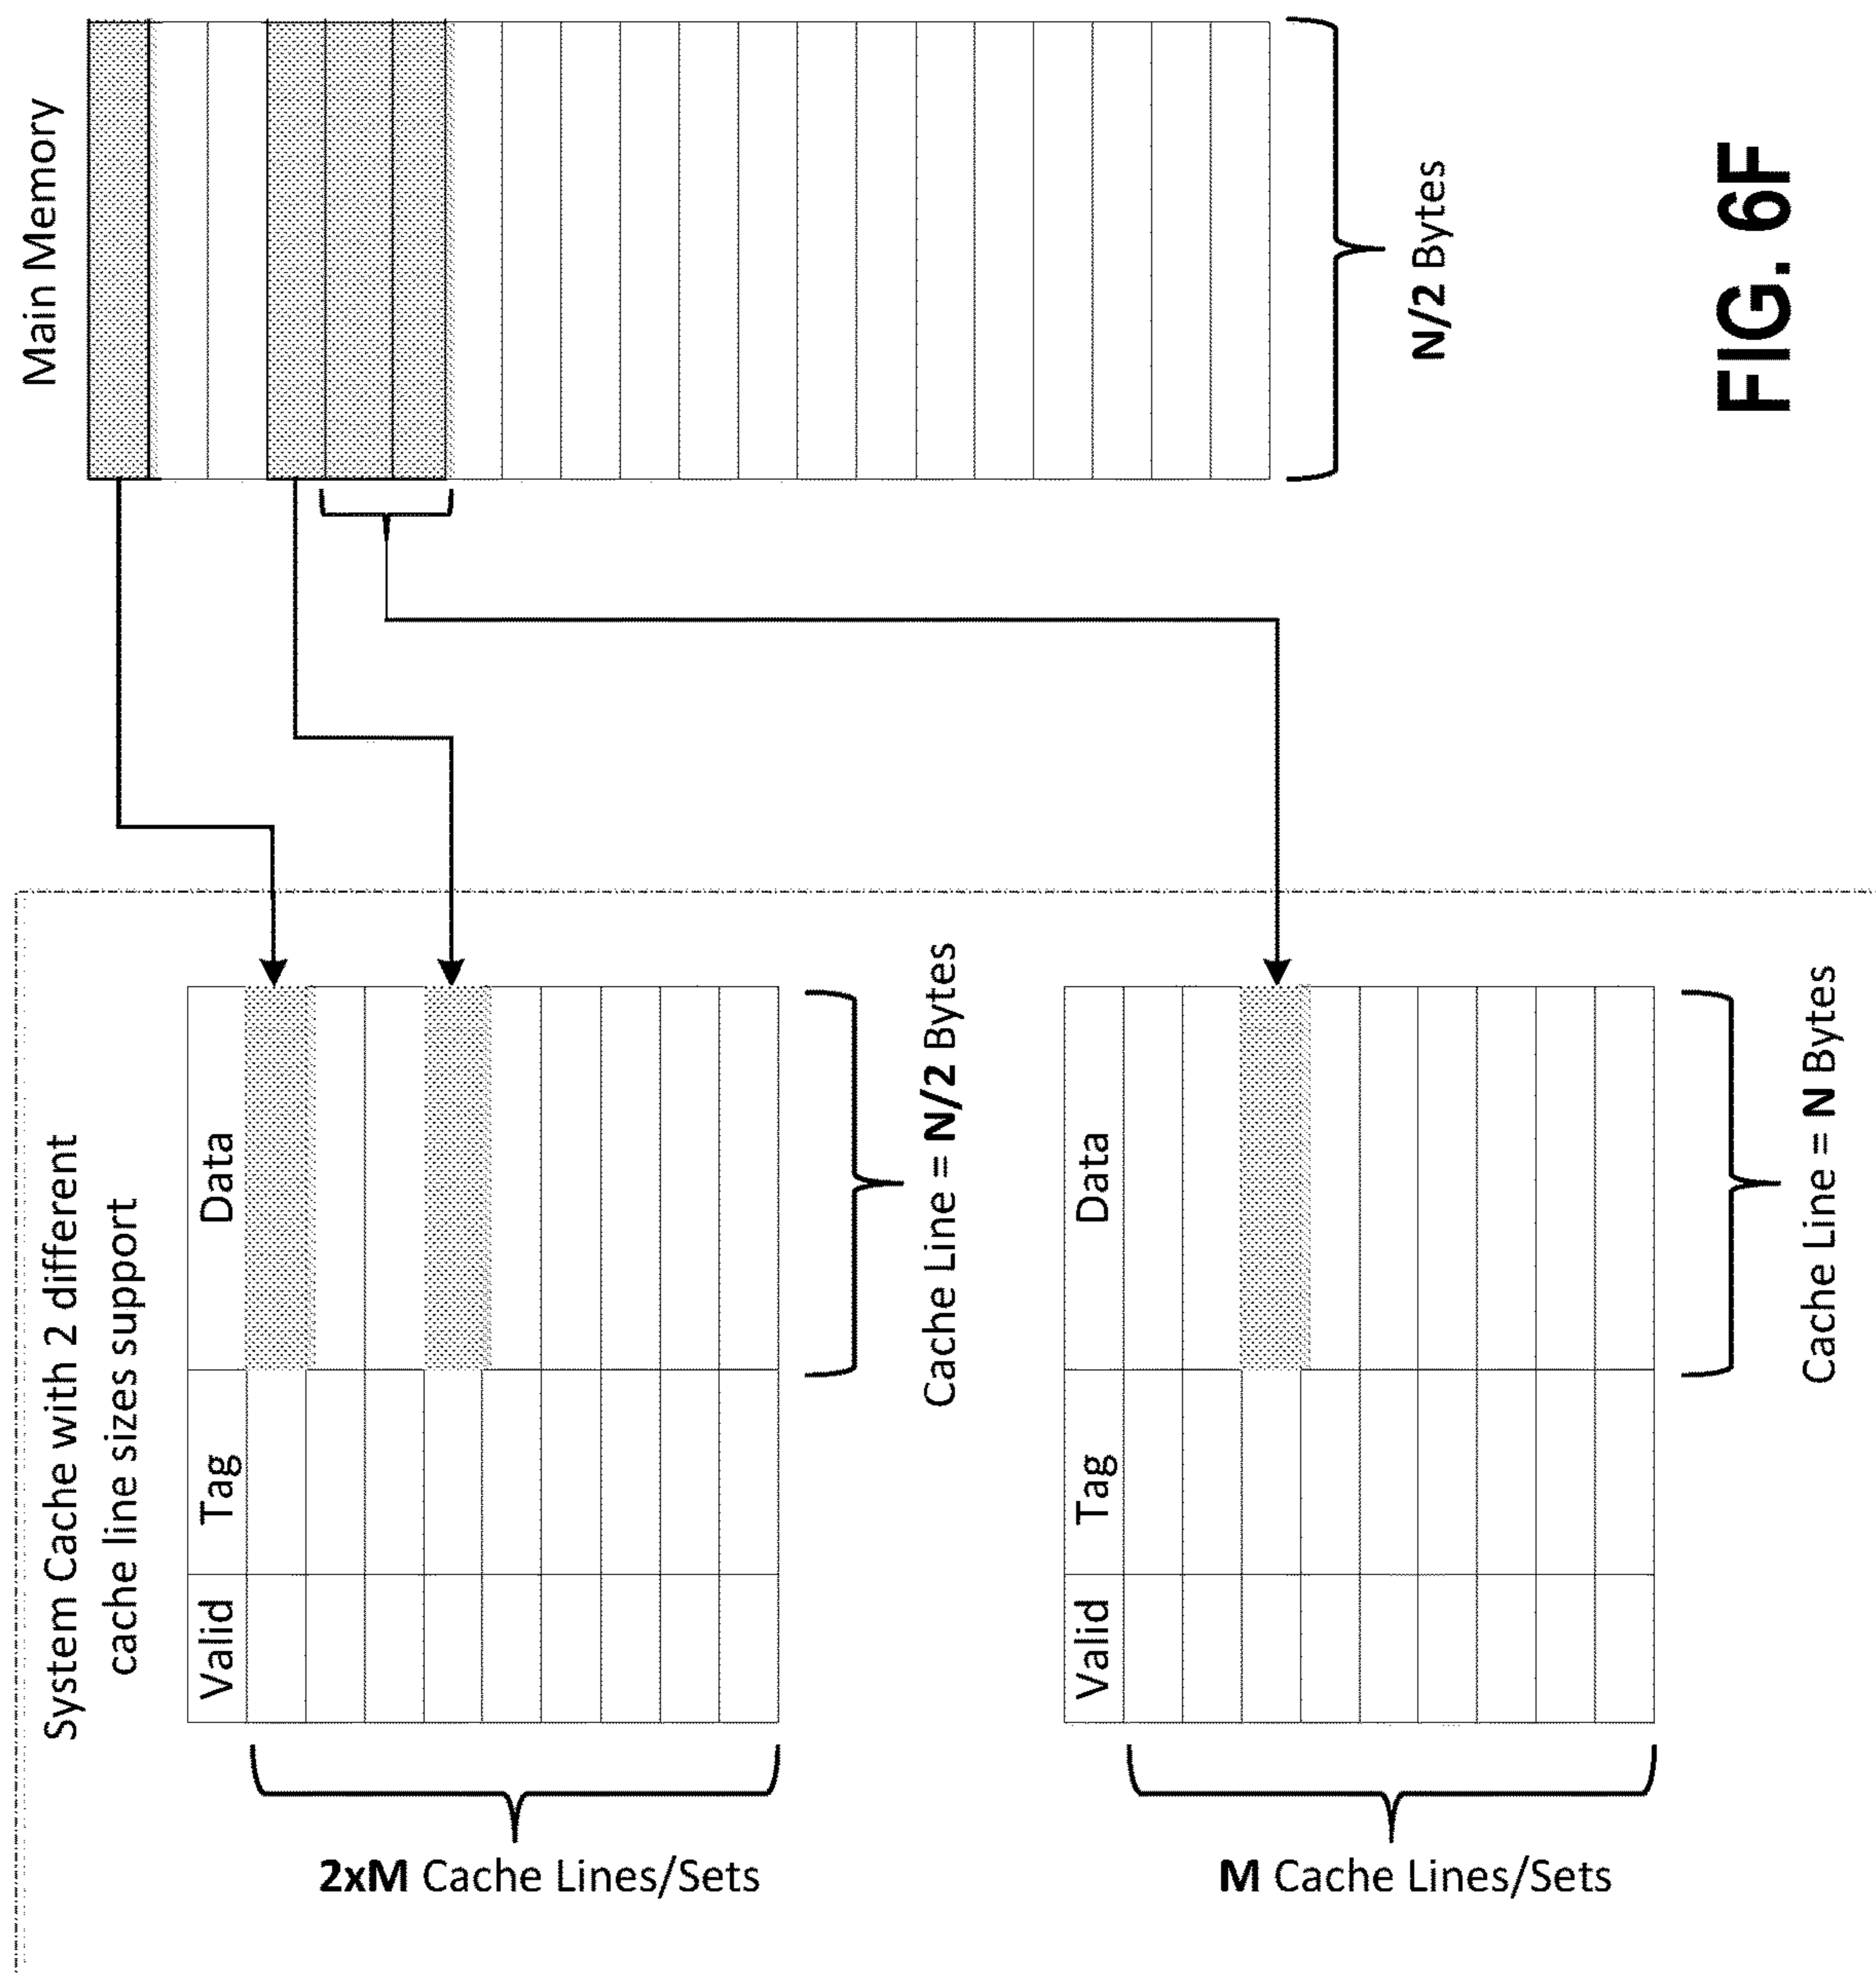 System Cache with 2 different
cache line sizes support
Main Memory
Valid Tag Data
2xM Cache Lines/Sets
Cache Line = N/2 Bytes
Valid Tag Data
M Cache Lines/Sets
Cache Line = N Bytes
N/2 Bytes
FIG. 6F